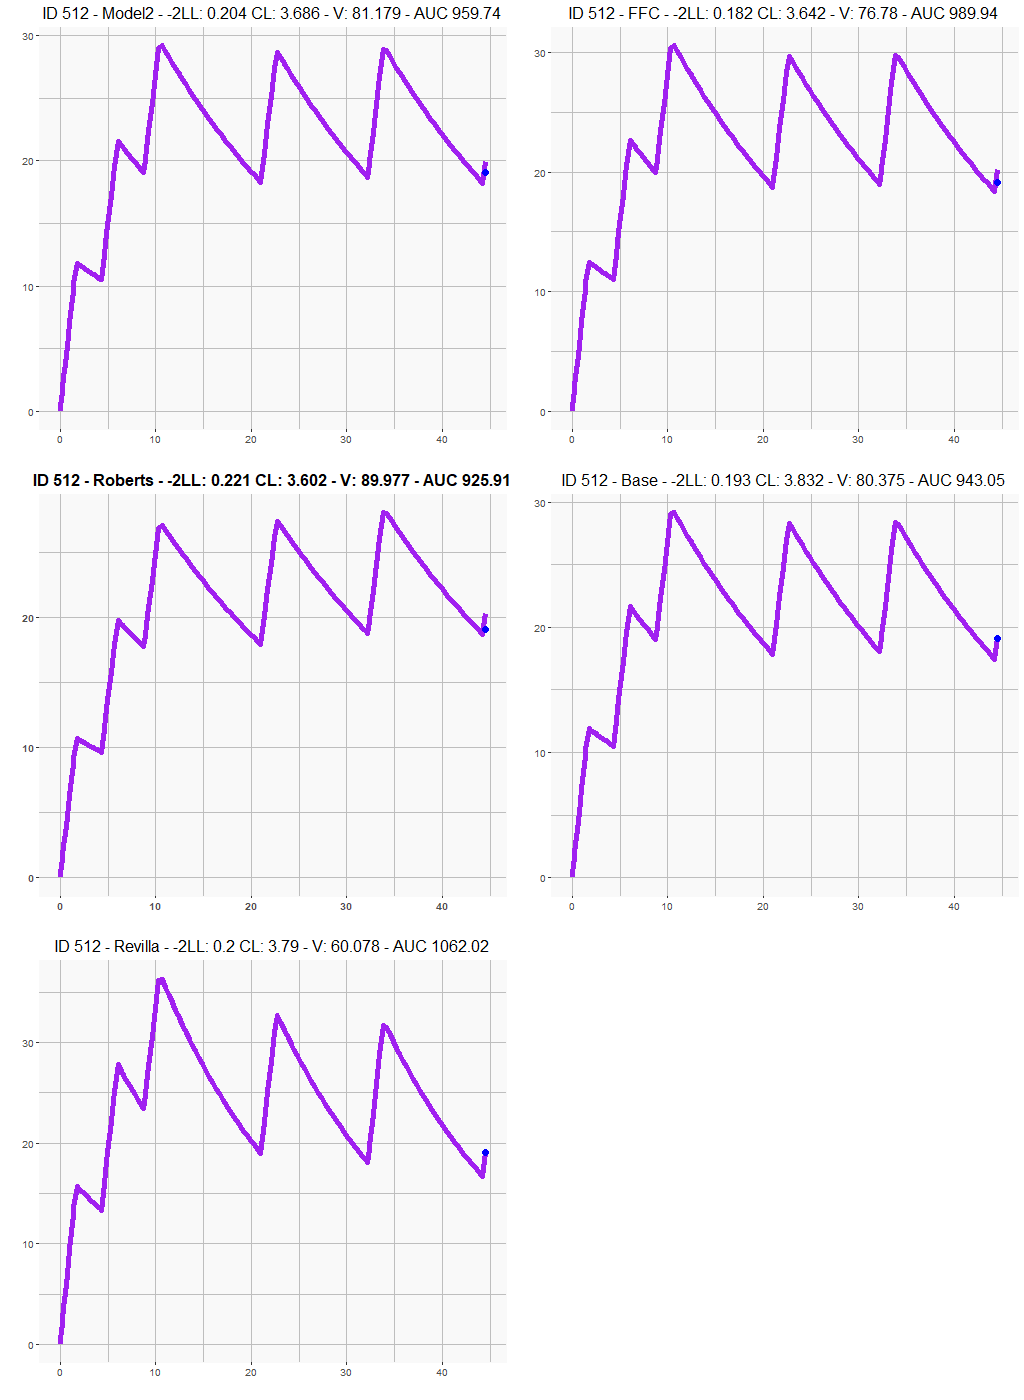 ID 512 - Model2 - -2LL: 0.204 CL: 3.686 - V: 81.179 - AUC 959.74
30
20
10
0
0 10 20 30 40
ID 512 - FFC - -2LL: 0.182 CL: 3.642 - V: 76.78 - AUC 989.94
30
20
10
0
0 10 20 30 40
ID 512 - Roberts - -2LL: 0.221 CL: 3.602 - V: 89.977 - AUC 925.91
20
10
0
0 10 20 30 40
ID 512 - Base - -2LL: 0.193 CL: 3.832 - V: 80.375 - AUC 943.05
30
20
10
0
0 10 20 30 40
ID 512 - Revilla - -2LL: 0.2 CL: 3.79 - V: 60.078 - AUC 1062.02
30
20
10
0
0 10 20 30 40